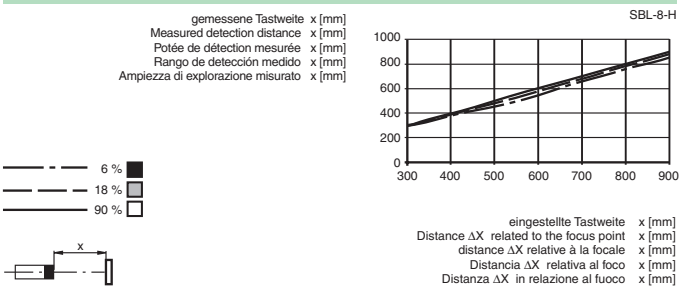 gemessene Tastweite x [mm]
Measured detection distance x [mm]
Potée de détection mesurée x [mm]
Rango de detección medido x [mm]
Ampiezza di explorazione misurato x [mm]
SBL-8-H
1000
800
600
400
200
0
300 400 500 600 700 800 900
6 %
18 %
90 %
x
eingestellte Tastweite x [mm]
Distance ΔX related to the focus point x [mm]
distance ΔX relative à la focale x [mm]
Distancia ΔX relativa al foco x [mm]
Distanza ΔX in relazione al fuoco x [mm]